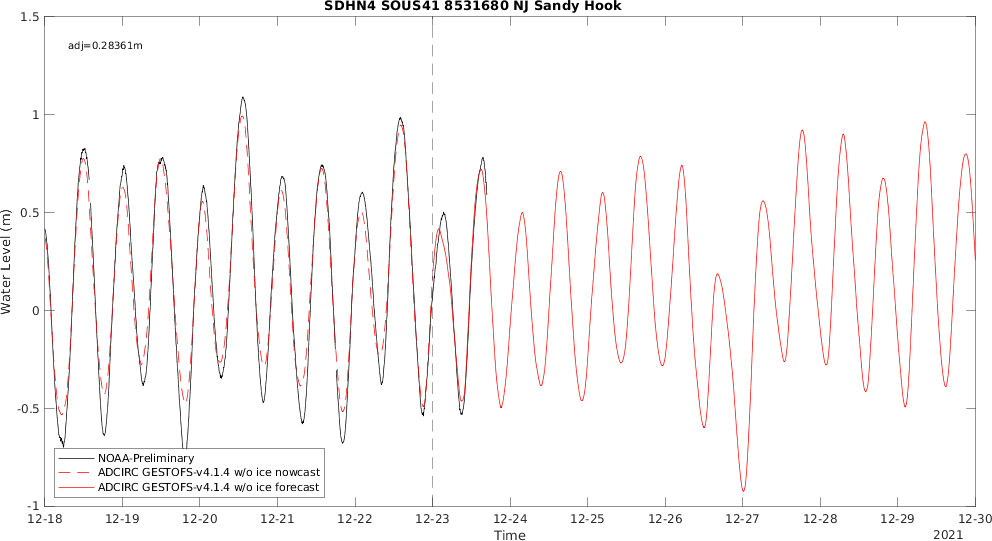 SDHN4 SOUS41 8531680 NJ Sandy Hook
1.5
adj=0.28361m
1
0.5
0
-0.5
-1
Water Level (m)
NOAA-Preliminary
ADCIRC GESTOFS-v4.1.4 w/o ice nowcast
ADCIRC GESTOFS-v4.1.4 w/o ice forecast
12-18 12-19 12-20 12-21 12-22 12-23 12-24 12-25 12-26 12-27 12-28 12-29 12-30
Time
2021